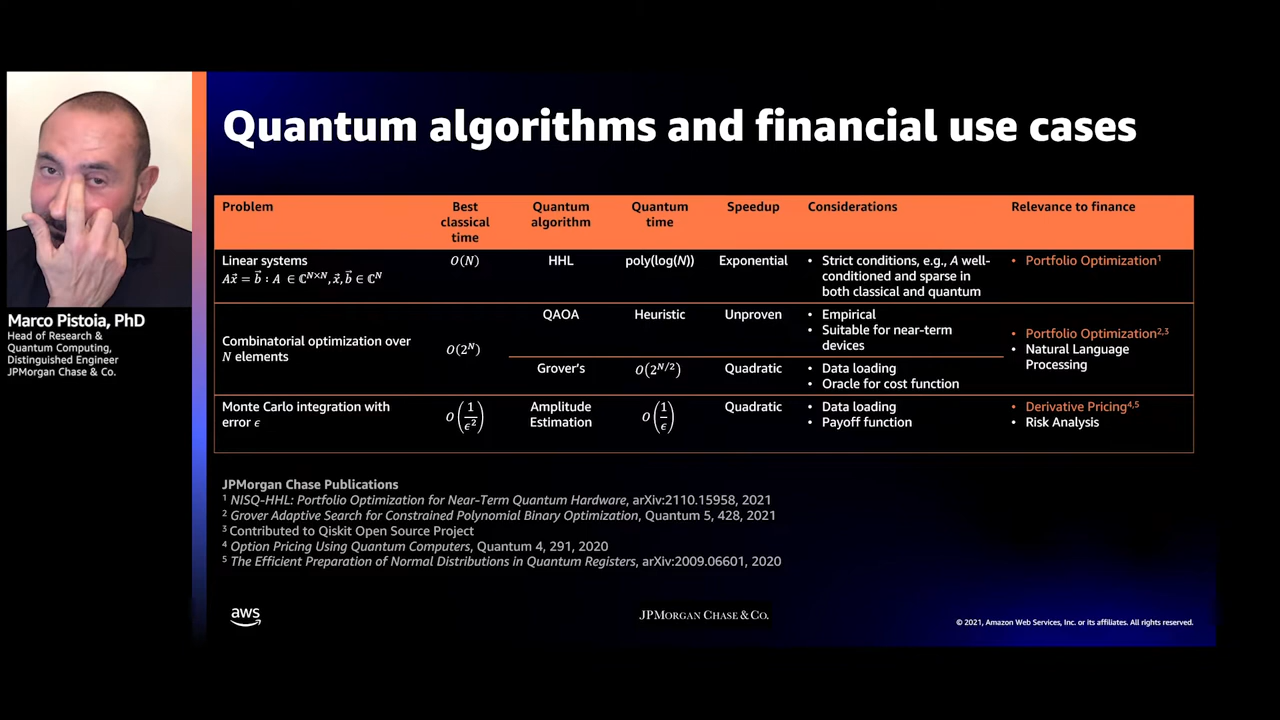 Quantum algorithms and financial use cases
Marco Pistoia, PhD
Head of Research &
Quantum Computing,
Distinguished Engineer
JPMorgan Chase & Co.
Problem
Best
classical
time
Quantum
algorithm
Quantum
time
Speedup
Considerations
Relevance to finance
Linear systems
A𝑥⃗ = 𝑏⃗ : A ∈ ℂᴺˣᴺ, 𝑥⃗, 𝑏⃗ ∈ ℂᴺ
O(N)
HHL
poly(log(N))
Exponential
• Strict conditions, e.g., A well-
conditioned and sparse in
both classical and quantum
• Portfolio Optimization¹
Combinatorial optimization over
N elements
O(2ᴺ)
QAOA
Heuristic
Unproven
• Empirical
• Suitable for near-term
devices
Grover's
O(2ᴺᐟ²)
Quadratic
• Data loading
• Oracle for cost function
• Portfolio Optimization²,³
• Natural Language
Processing
Monte Carlo integration with
error ϵ
O(1/ϵ²)
Amplitude
Estimation
O(1/ϵ)
Quadratic
• Data loading
• Payoff function
• Derivative Pricing⁴,⁵
• Risk Analysis
JPMorgan Chase Publications
¹ NISQ-HHL: Portfolio Optimization for Near-Term Quantum Hardware, arXiv:2110.15958, 2021
² Grover Adaptive Search for Constrained Polynomial Binary Optimization, Quantum 5, 428, 2021
³ Contributed to Qiskit Open Source Project
⁴ Option Pricing Using Quantum Computers, Quantum 4, 291, 2020
⁵ The Efficient Preparation of Normal Distributions in Quantum Registers, arXiv:2009.06601, 2020
aws
JPMORGAN CHASE & CO.
© 2021, Amazon Web Services, Inc. or its affiliates. All rights reserved.